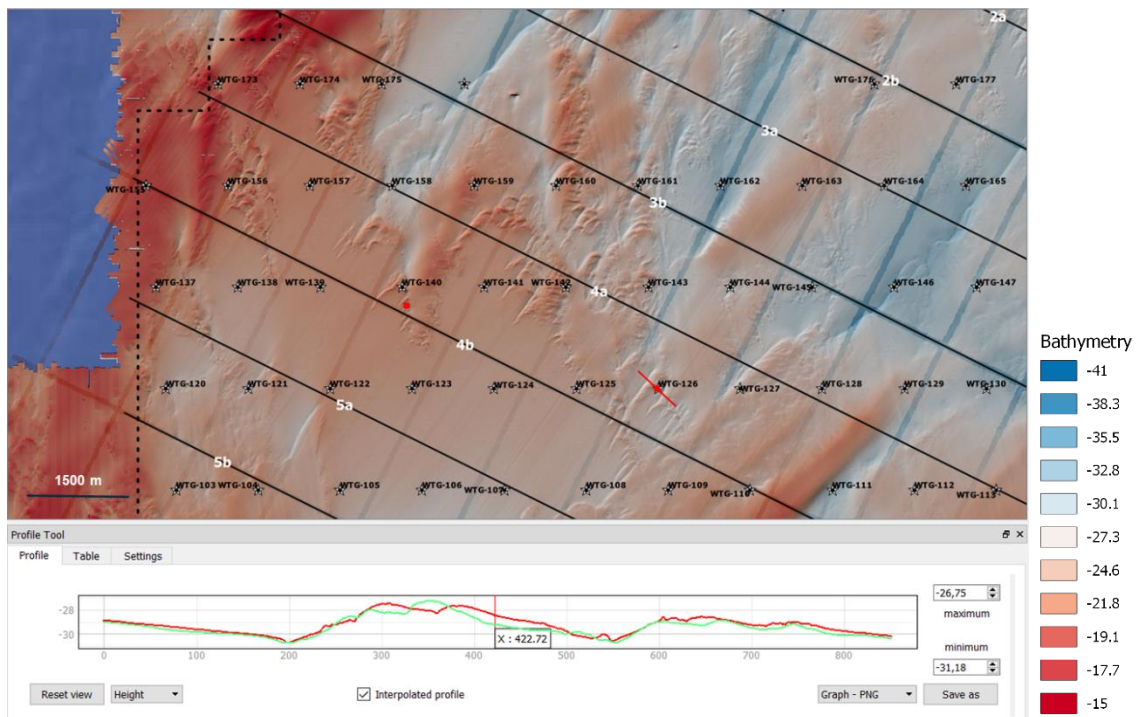 2a
WTG-173
WTG-174
WTG-175
WTG-176
2b
WTG-177
3a
WTG-156
WTG-157
WTG-158
WTG-159
WTG-160
WTG-161
WTG-162
WTG-163
WTG-164
WTG-165
3b
WTG-137
WTG-138
WTG-139
WTG-140
WTG-141
WTG-142
WTG-143
WTG-144
WTG-145
WTG-146
WTG-147
4a
4b
WTG-120
WTG-121
WTG-122
WTG-123
WTG-124
WTG-125
WTG-126
WTG-127
WTG-128
WTG-129
WTG-130
5a
5b
1500 m
WTG-103
WTG-104
WTG-105
WTG-106
WTG-107
WTG-108
WTG-109
WTG-110
WTG-111
WTG-112
WTG-113
Bathymetry
-41
-38.3
-35.5
-32.8
-30.1
-27.3
-24.6
-21.8
-19.1
-17.7
-15
Profile Tool
Profile Table Settings
-28
-30
X : 422.72
0 100 200 300 400 500 600 700 800
-26,75
maximum
minimum
-31,18
Reset view Height Interpolated profile Graph - PNG Save as